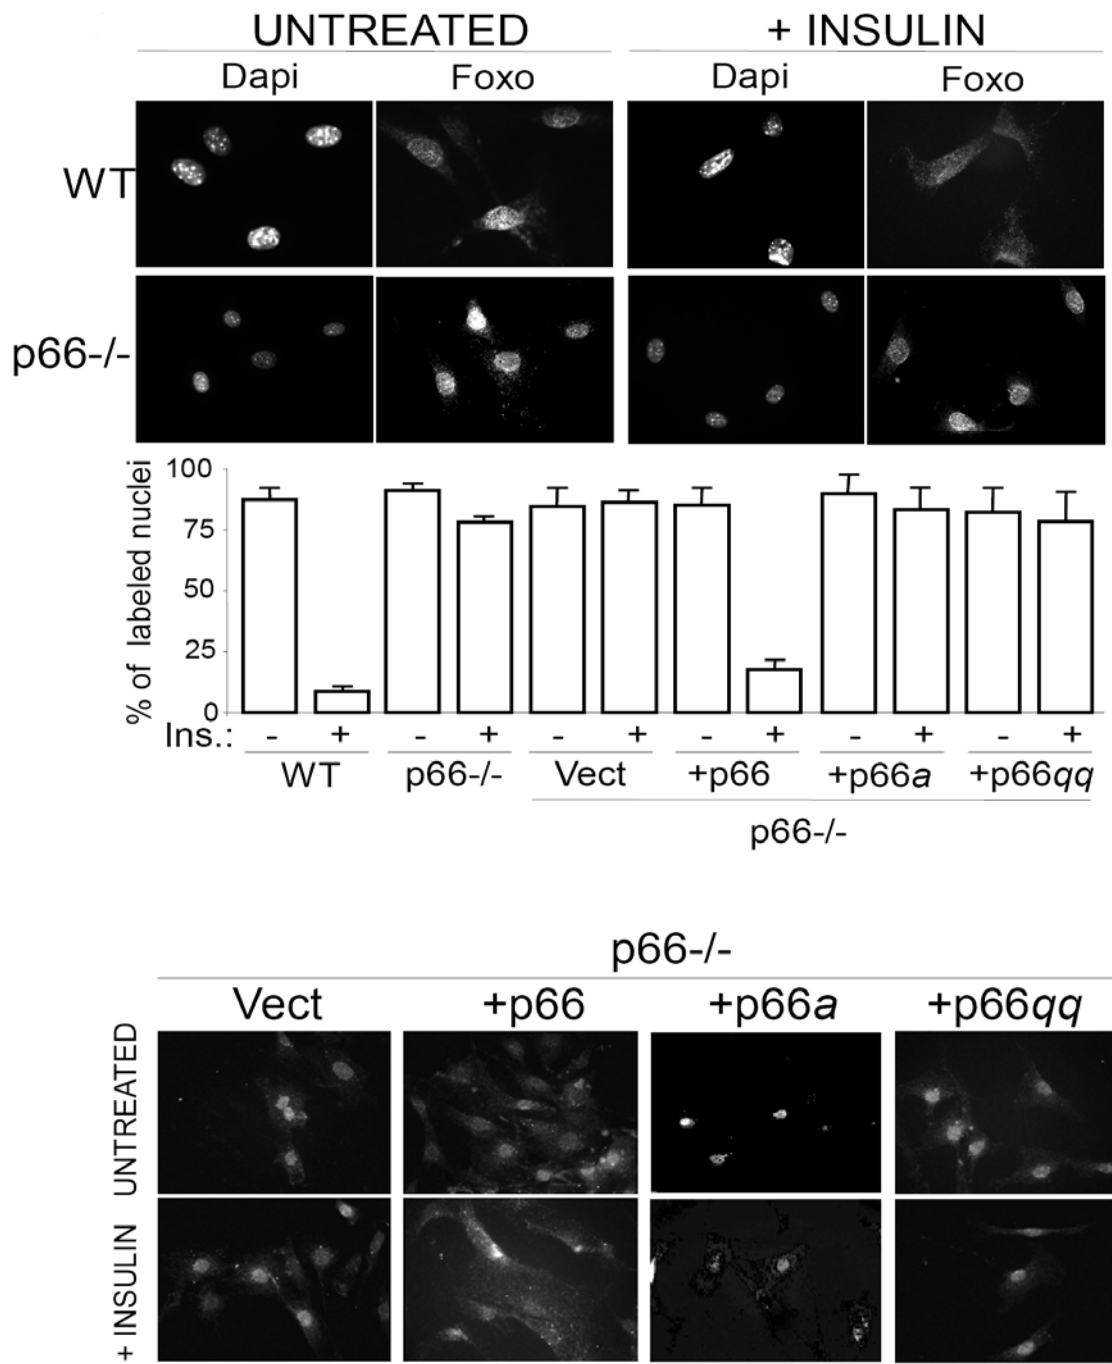 UNTREATED + INSULIN
Dapi Foxo Dapi Foxo
WT
p66-/-
% of labeled nuclei
100
75
50
25
0
Ins.: - + - + - + - + - + - +
WT p66-/- Vect +p66 +p66a +p66qq
p66-/-
p66-/-
Vect +p66 +p66a +p66qq
UNTREATED
+ INSULIN